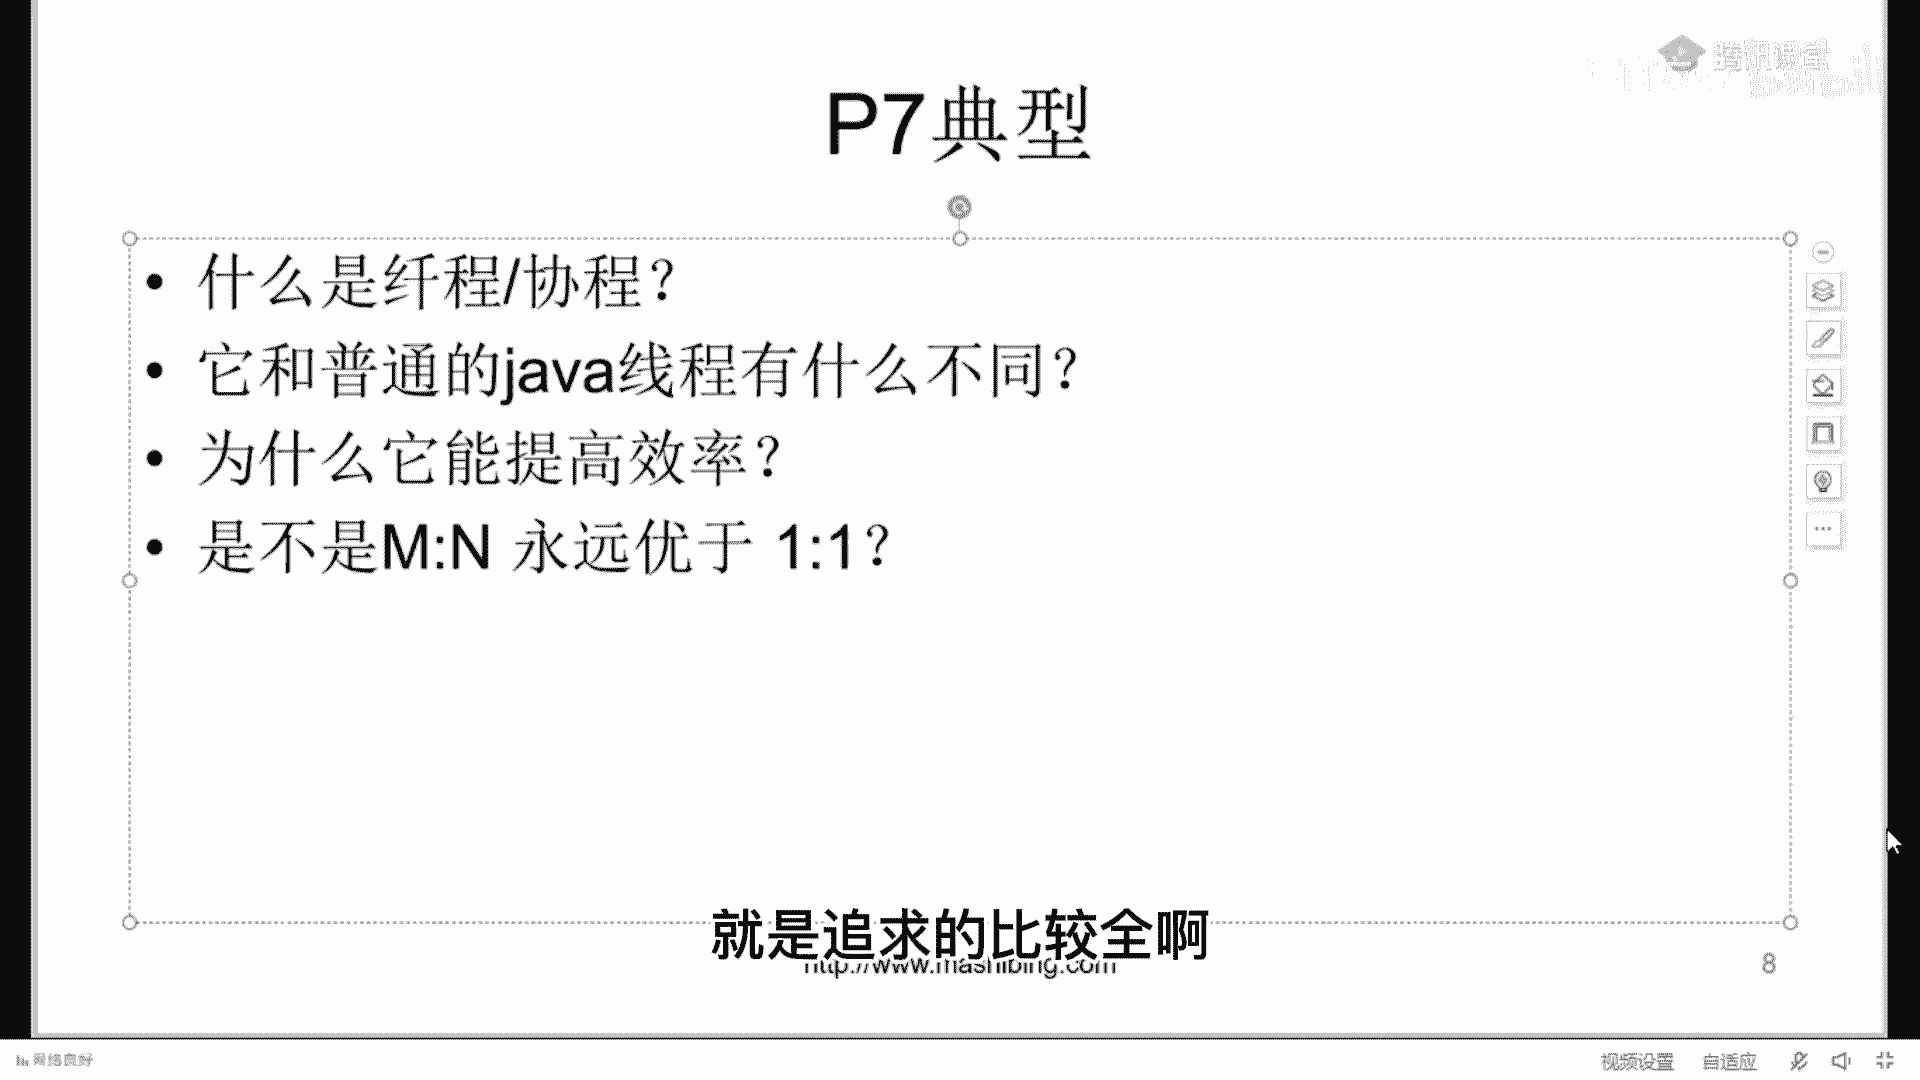 腾讯课堂
P7典型
• 什么是纤程/协程？
• 它和普通的java线程有什么不同？
• 为什么它能提高效率？
• 是不是M:N 永远优于 1:1？
就是追求的比较全啊
http://www.mashibing.com
8
网络良好
视频设置 自适应